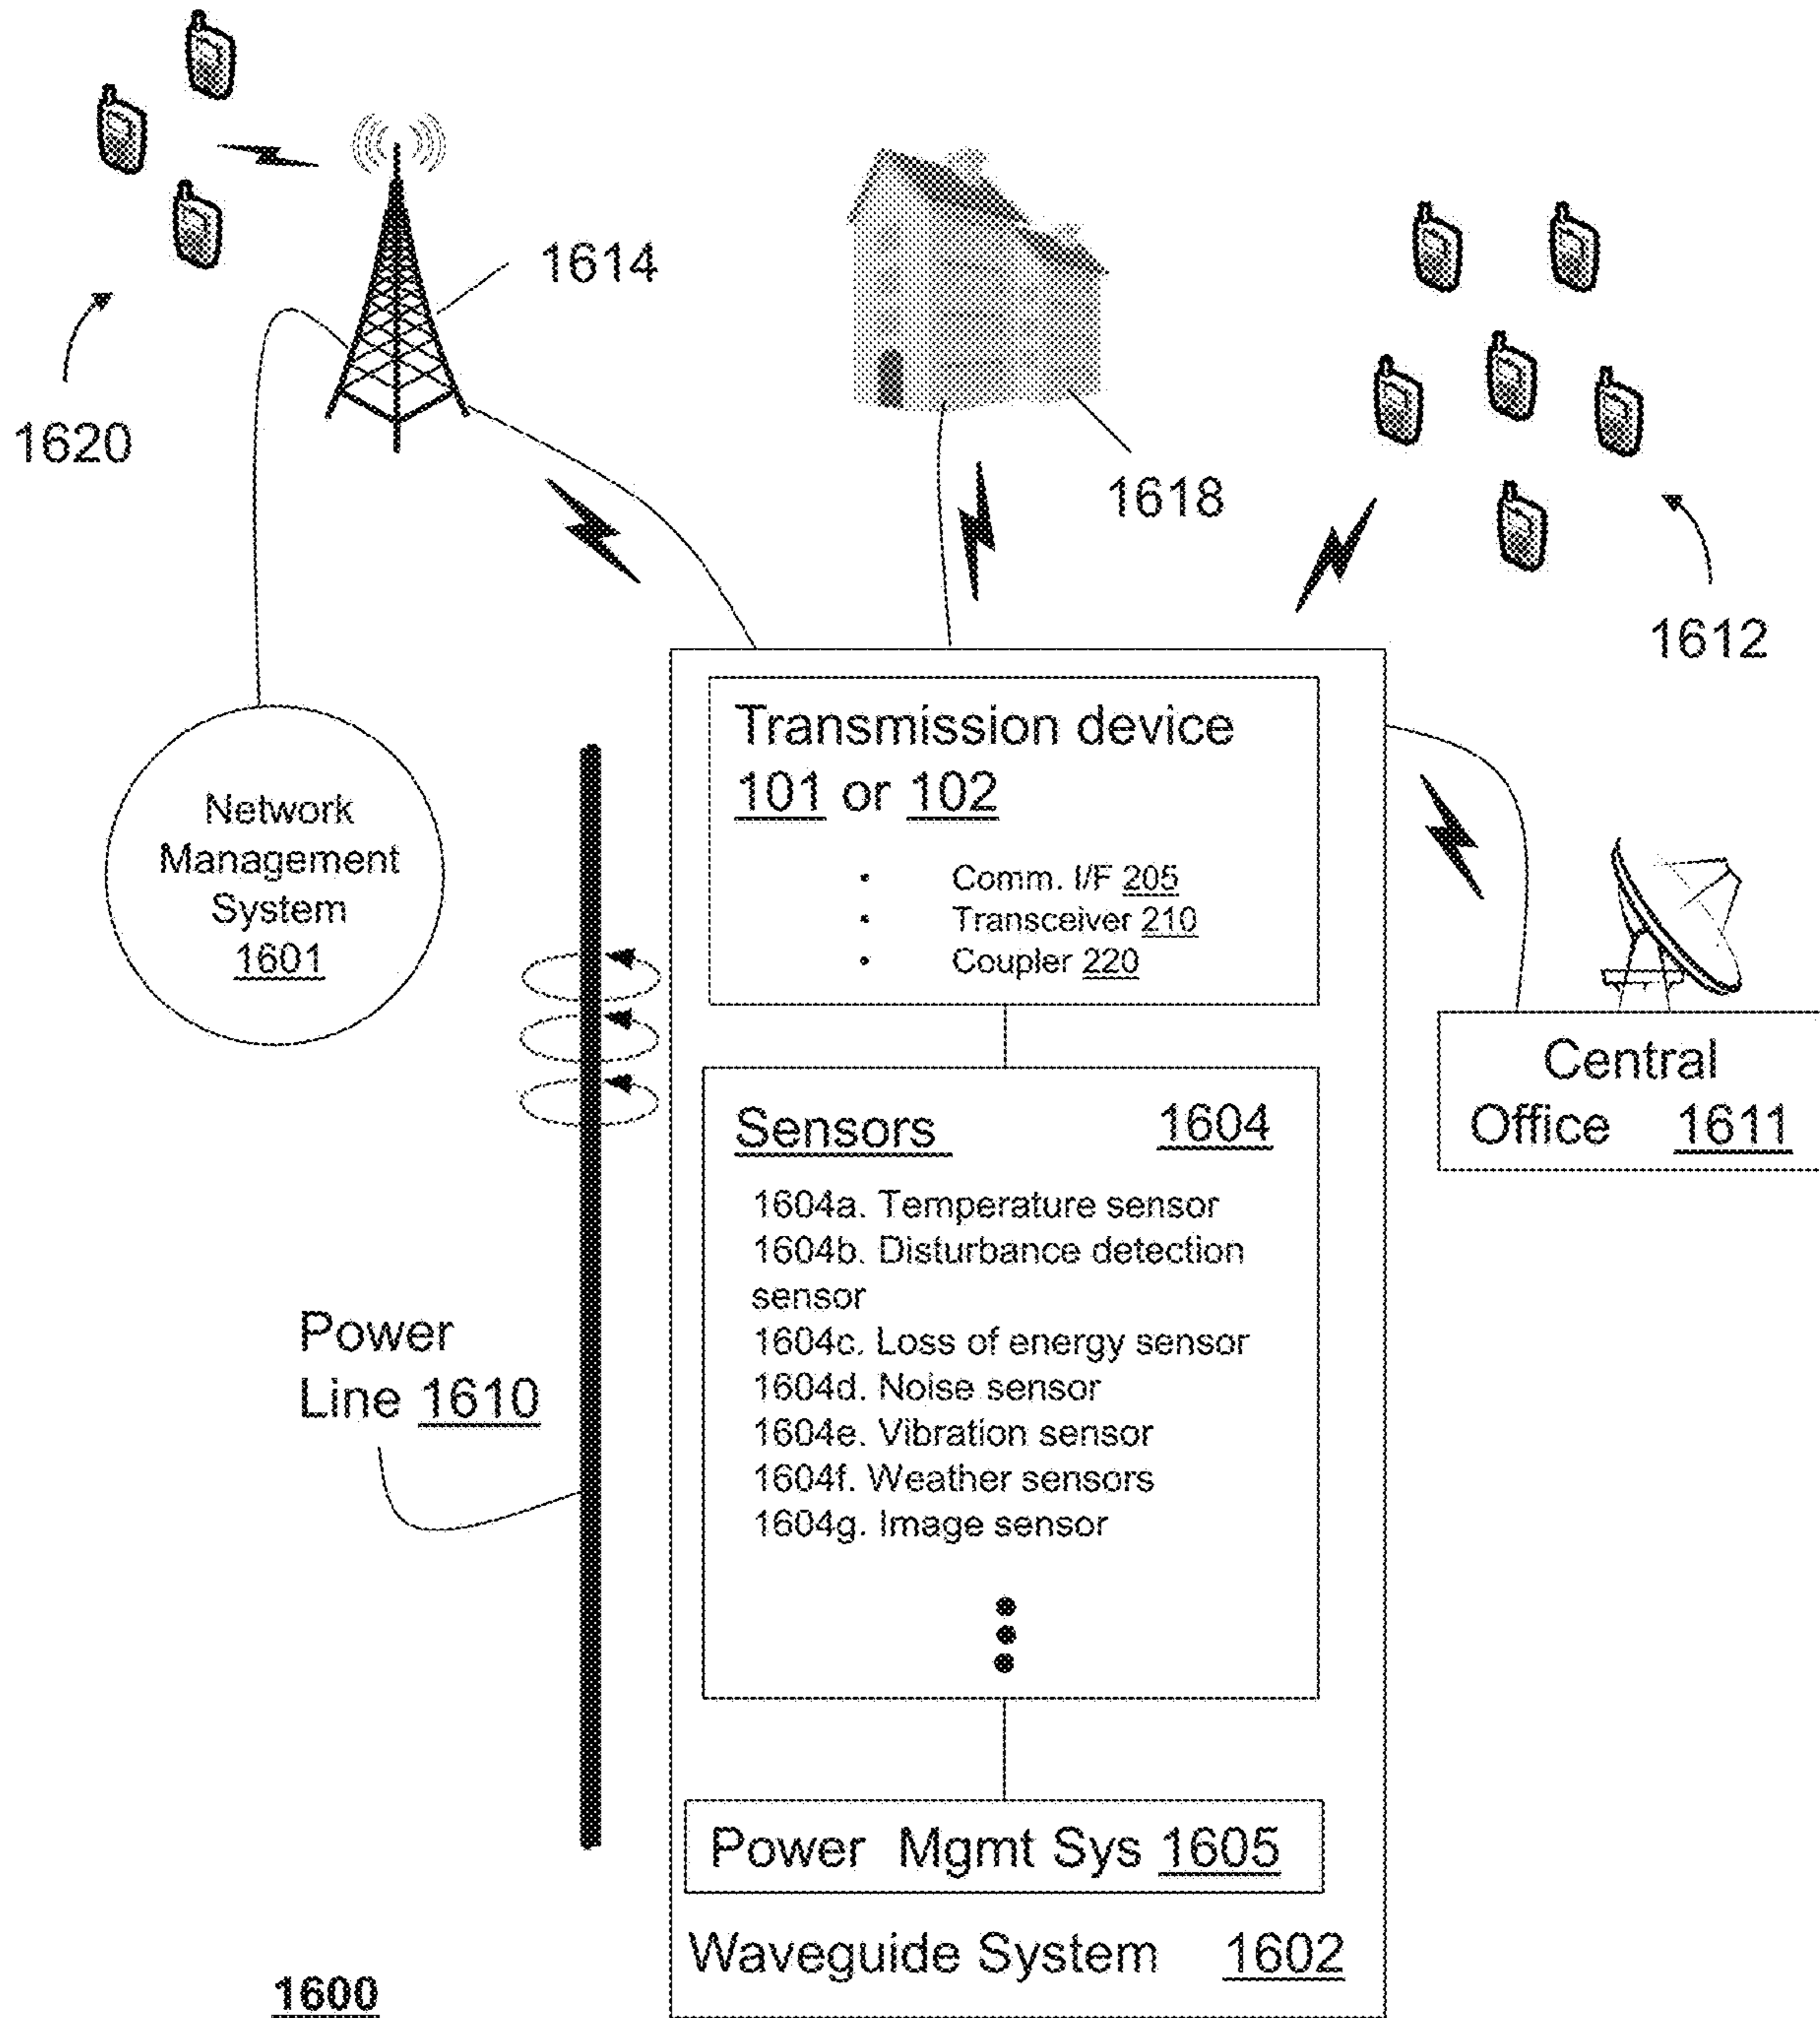 1614
1620
1618
1612
Network
Management
System
1601
Transmission device
101 or 102
• Comm. I/F 205
• Transceiver 210
• Coupler 220
Central
Office 1611
Sensors 1604
1604a. Temperature sensor
1604b. Disturbance detection
sensor
1604c. Loss of energy sensor
1604d. Noise sensor
1604e. Vibration sensor
1604f. Weather sensors
1604g. Image sensor
Power
Line 1610
Power Mgmt Sys 1605
Waveguide System 1602
1600